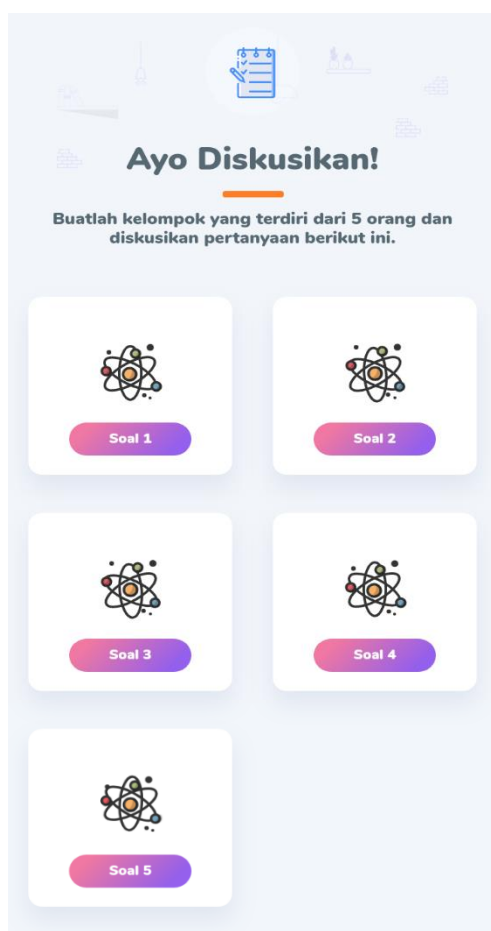 Ayo Diskusikan!
Buatlah kelompok yang terdiri dari 5 orang dan
diskusikan pertanyaan berikut ini.
Soal 1
Soal 2
Soal 3
Soal 4
Soal 5